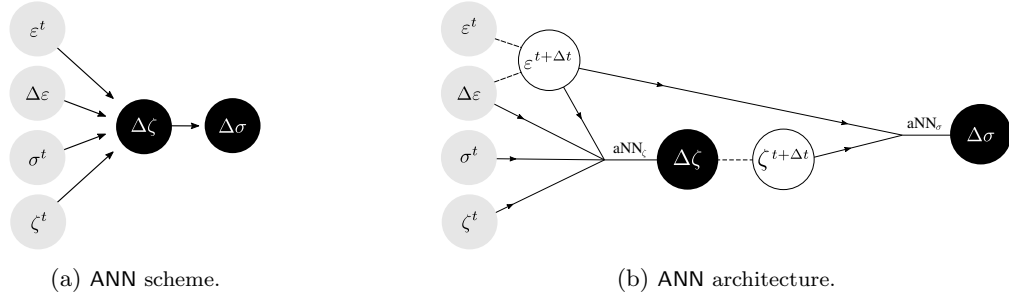 ε^t
Δε
σ^t
ζ^t
Δζ
Δσ
(a) ANN scheme.
ε^t
Δε
σ^t
ζ^t
ε^{t+Δt}
aNN_ζ
Δζ
ζ^{t+Δt}
aNN_σ
Δσ
(b) ANN architecture.